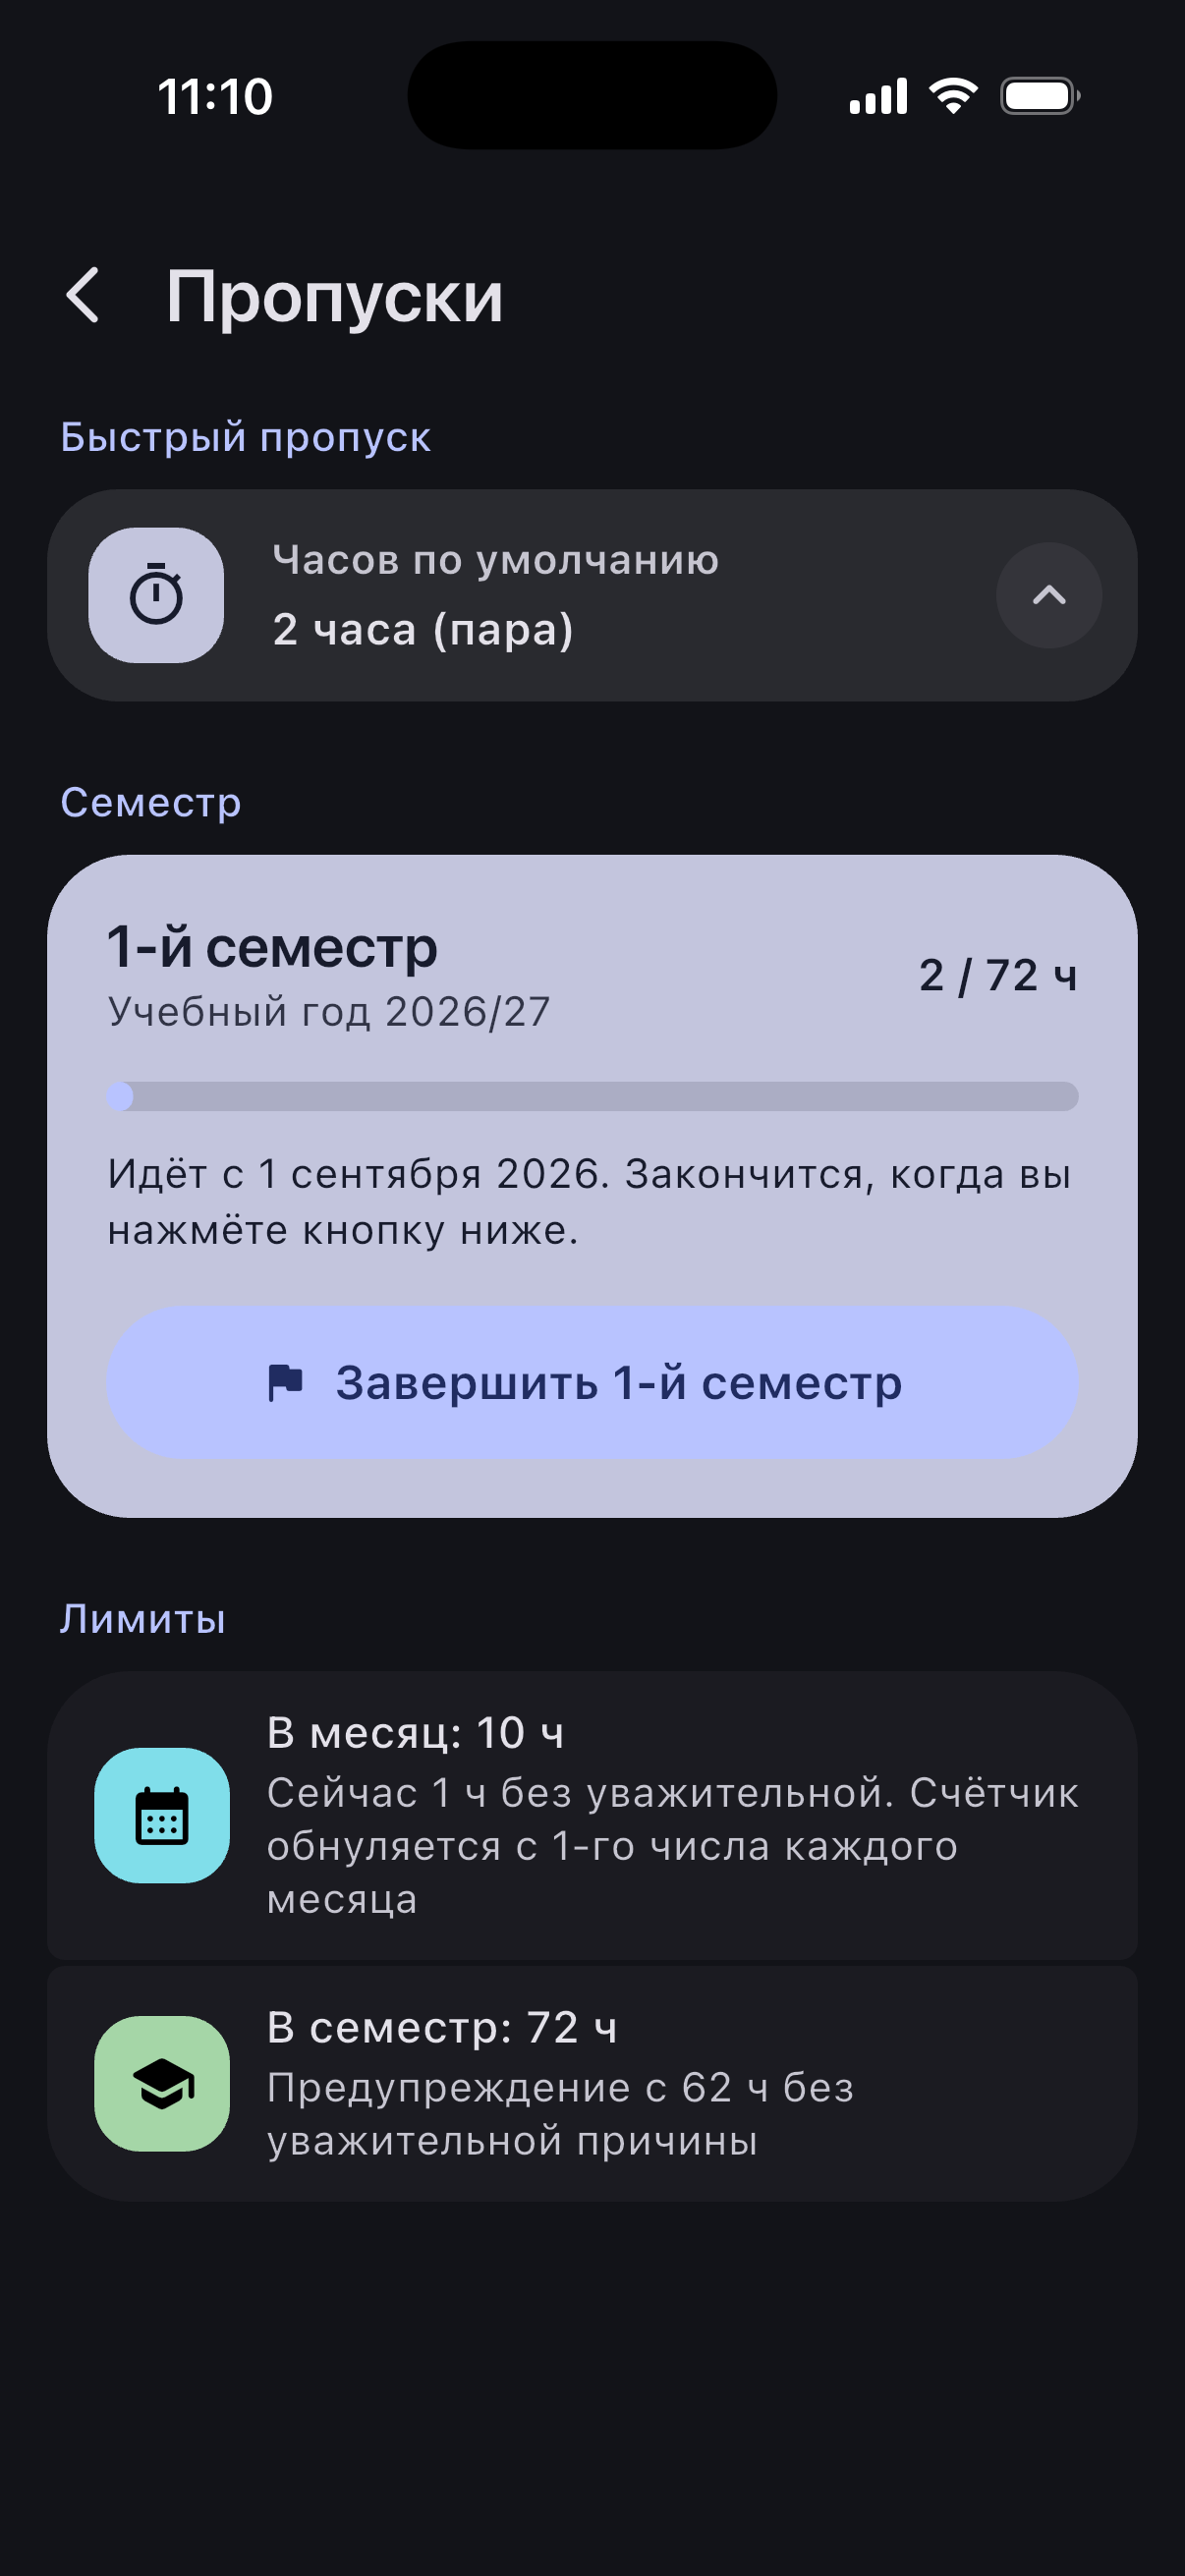 11:10
Пропуски
Быстрый пропуск
Часов по умолчанию
2 часа (пара)
Семестр
1-й семестр
2 / 72 ч
Учебный год 2026/27
Идёт с 1 сентября 2026. Закончится, когда вы
нажмёте кнопку ниже.
Завершить 1-й семестр
Лимиты
В месяц: 10 ч
Сейчас 1 ч без уважительной. Счётчик
обнуляется с 1-го числа каждого
месяца
В семестр: 72 ч
Предупреждение с 62 ч без
уважительной причины